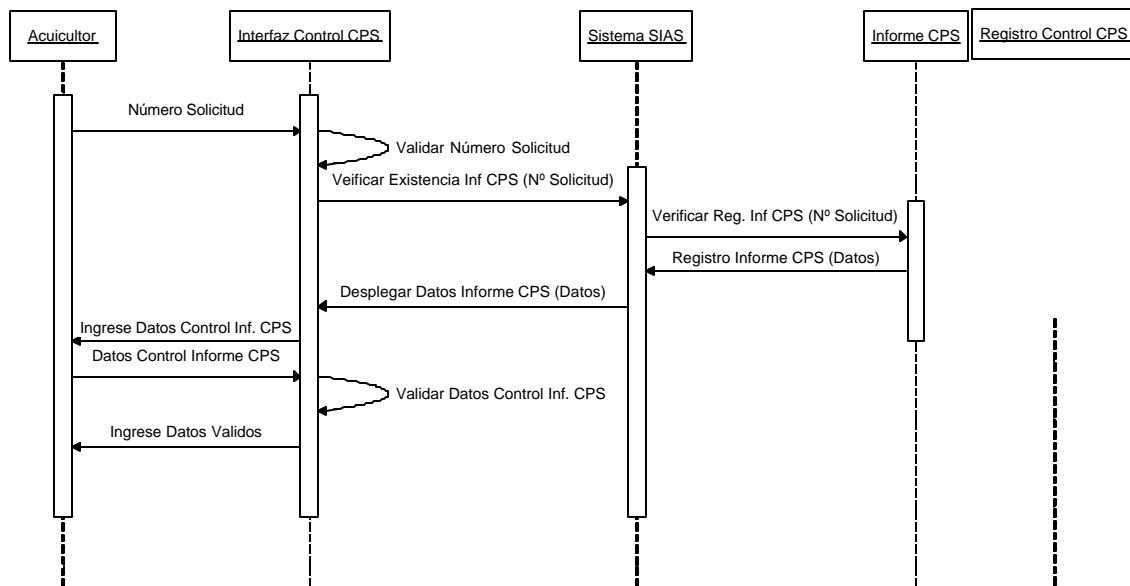 Acuicultor
Interfaz Control CPS
Sistema SIAS
Informe CPS
Registro Control CPS
Número Solicitud
Validar Número Solicitud
Veificar Existencia Inf CPS (Nº Solicitud)
Verificar Reg. Inf CPS (Nº Solicitud)
Registro Informe CPS (Datos)
Desplegar Datos Informe CPS (Datos)
Ingrese Datos Control Inf. CPS
Datos Control Informe CPS
Validar Datos Control Inf. CPS
Ingrese Datos Validos